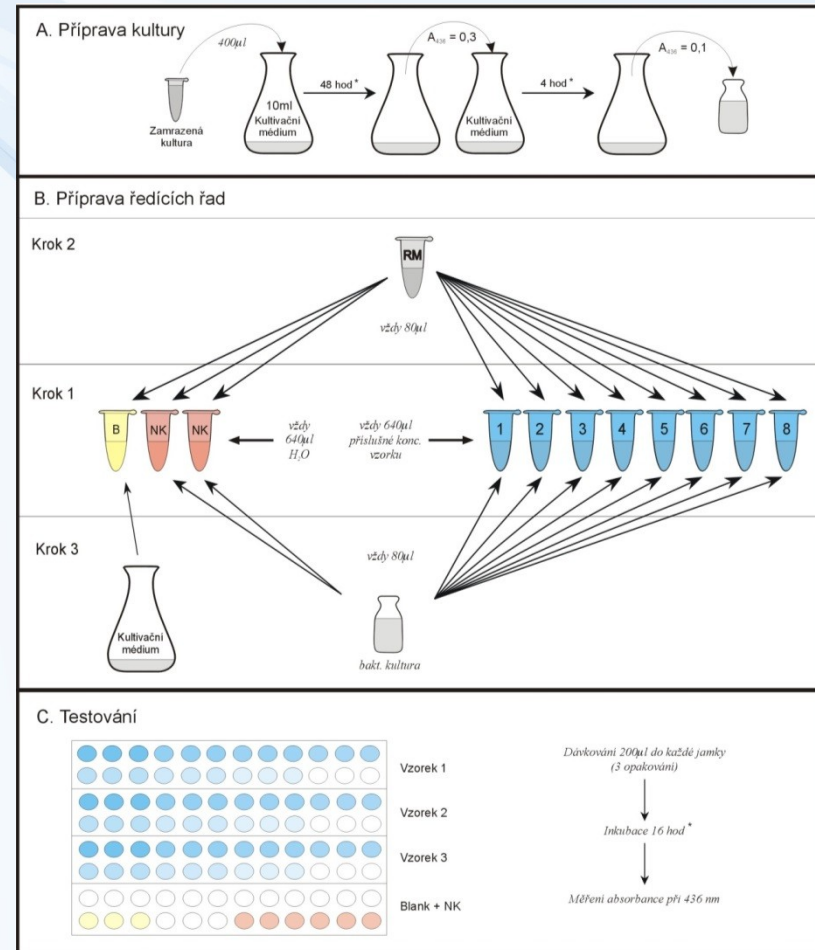 A. Příprava kultury
400µl
Zamrazená
kultura
10ml
Kultivační
médium
48 hod*
A₄₃₆ = 0,3
Kultivační
médium
4 hod*
A₄₃₆ = 0,1
B. Příprava ředících řad
Krok 2
RM
vždy 80µl
Krok 1
B NK NK
vždy
640µl
H₂O
vždy 640µl
příslušné konc.
vzorku
1 2 3 4 5 6 7 8
Krok 3
vždy 80µl
Kultivační
médium
bakt. kultura
C. Testování
Vzorek 1
Vzorek 2
Vzorek 3
Blank + NK
Dávkování 200µl do každé jamky
(3 opakování)
Inkubace 16 hod*
Měření absorbance při 436 nm